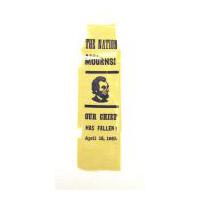 THE NATION
MOURNS!
OUR CHIEF
HAS FALLEN!
April 15, 1865.